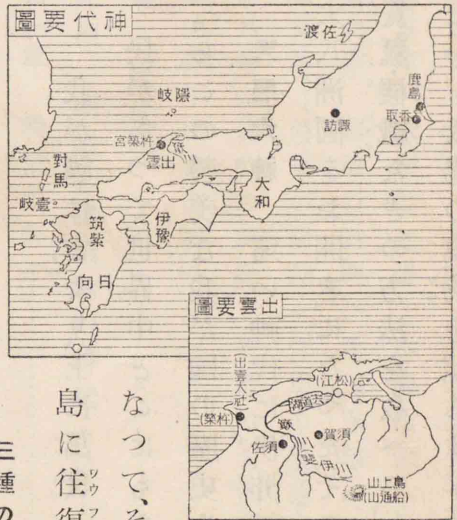 圖要代神
渡佐
岐隱
鹿島
取香
訪諏
宮築杵
雲出
對馬
岐壹
大和
伊豫
筑紫
向日
圖要雲出
(出雲大社)
(築杵)
(江松)
湖道宍
佐須
賀須
簸
伊
山上鳥
(山通船)
なつて、そ
島に往復
ワウフ
三種の